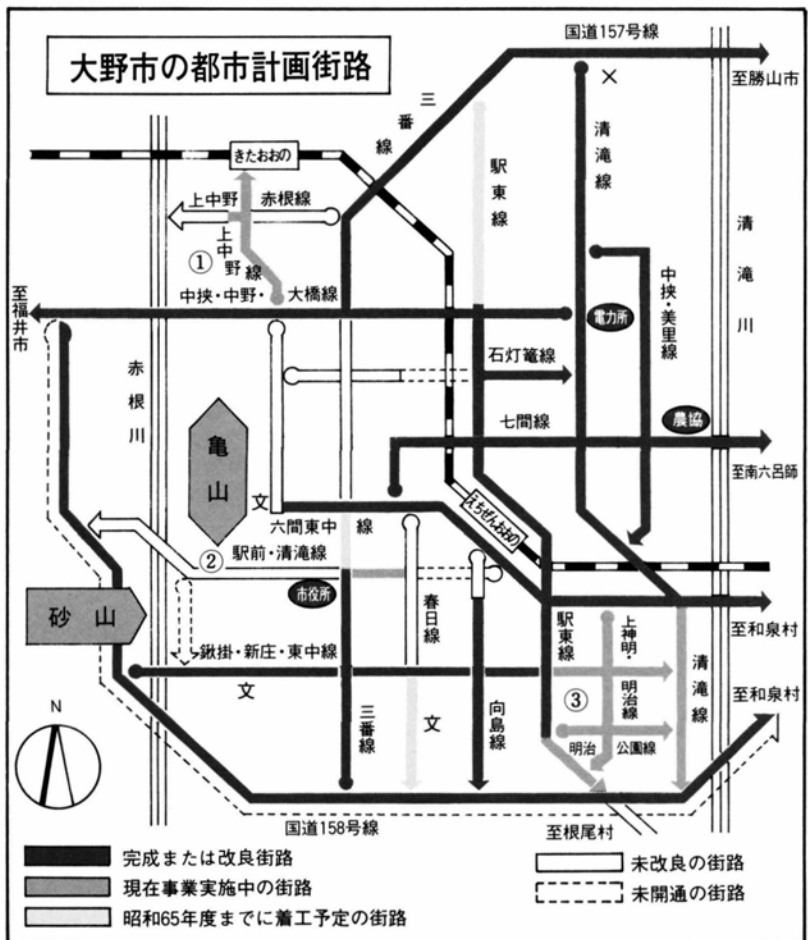 大野市の都市計画街路
国道157号線
至勝山市
三番線
×
清滝線
駅東線
きたおおの
上中野
赤根線
清滝川
上中野線
①
中挾・美里線
中挾・中野・大橋線
至福井市
電力所
石灯篭線
赤根川
七間線
農協
亀山
至南六呂師
文
六間東中線
えちぜんおおの
②
駅前・清滝線
市役所
春日線
砂山
駅東線
上神明・明治線
至和泉村
清滝線
鍬掛・新庄・東中線
至和泉村
文
三番線
文
向島線
③
N
明治公園線
国道158号線
至根尾村
完成または改良街路
未改良の街路
現在事業実施中の街路
未開通の街路
昭和65年度までに着工予定の街路